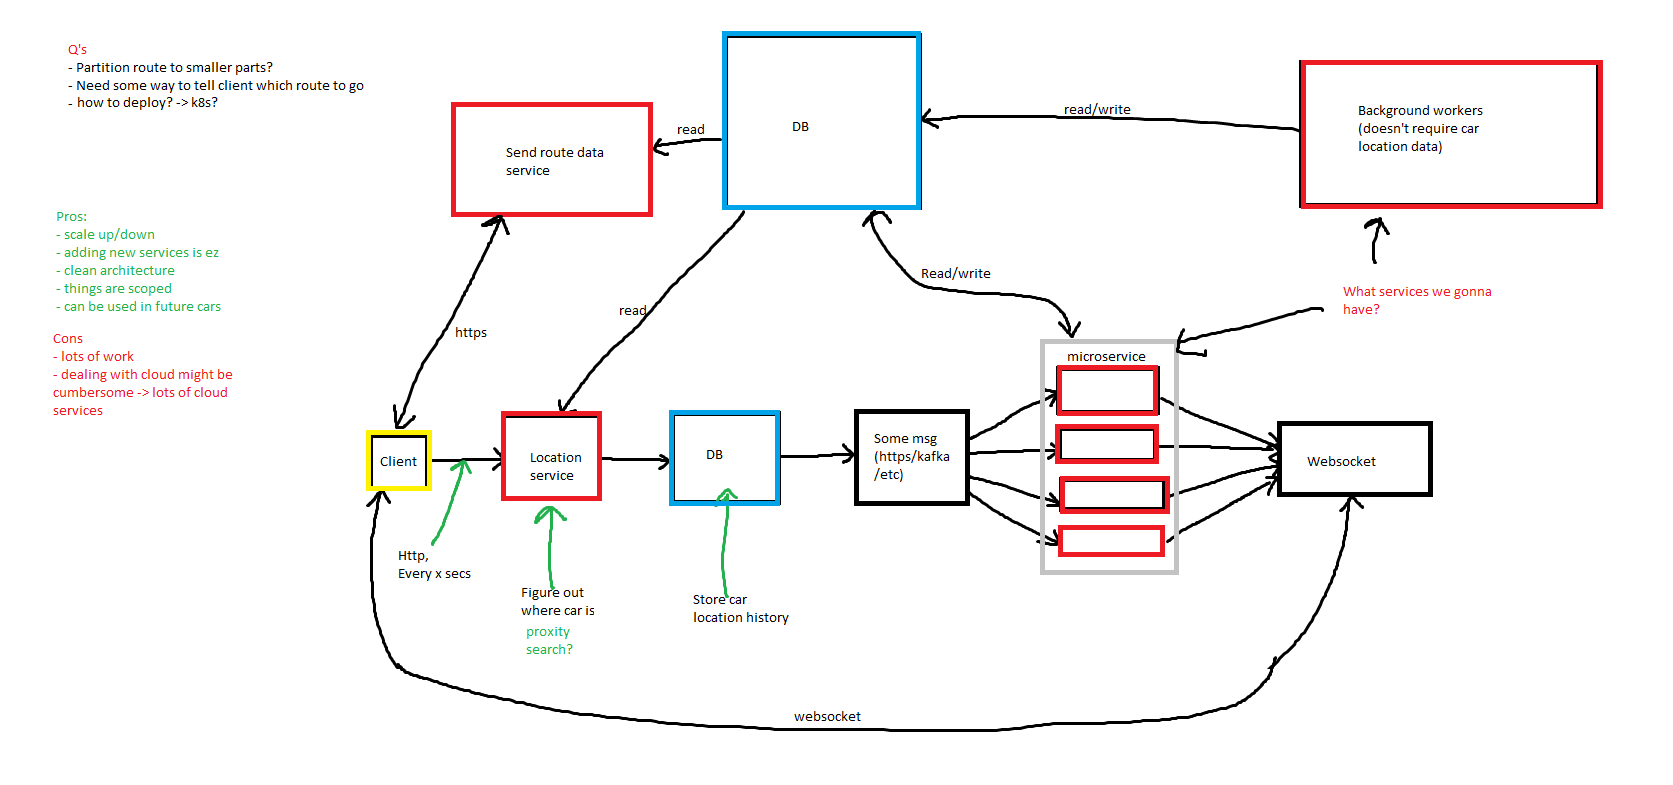 Q's
- Partition route to smaller parts?
- Need some way to tell client which route to go
- how to deploy? -> k8s?
Pros:
- scale up/down
- adding new services is ez
- clean architecture
- things are scoped
- can be used in future cars
Cons
- lots of work
- dealing with cloud might be
cumbersome -> lots of cloud
services
Send route data
service
read
DB
read/write
Background workers
(doesn't require car
location data)
https
read
Read/write
What services we gonna
have?
microservice
Client
Location
service
DB
Some msg
(https/kafka
/etc)
Websocket
Http,
Every x secs
Figure out
where car is
proxity
search?
Store car
location history
websocket